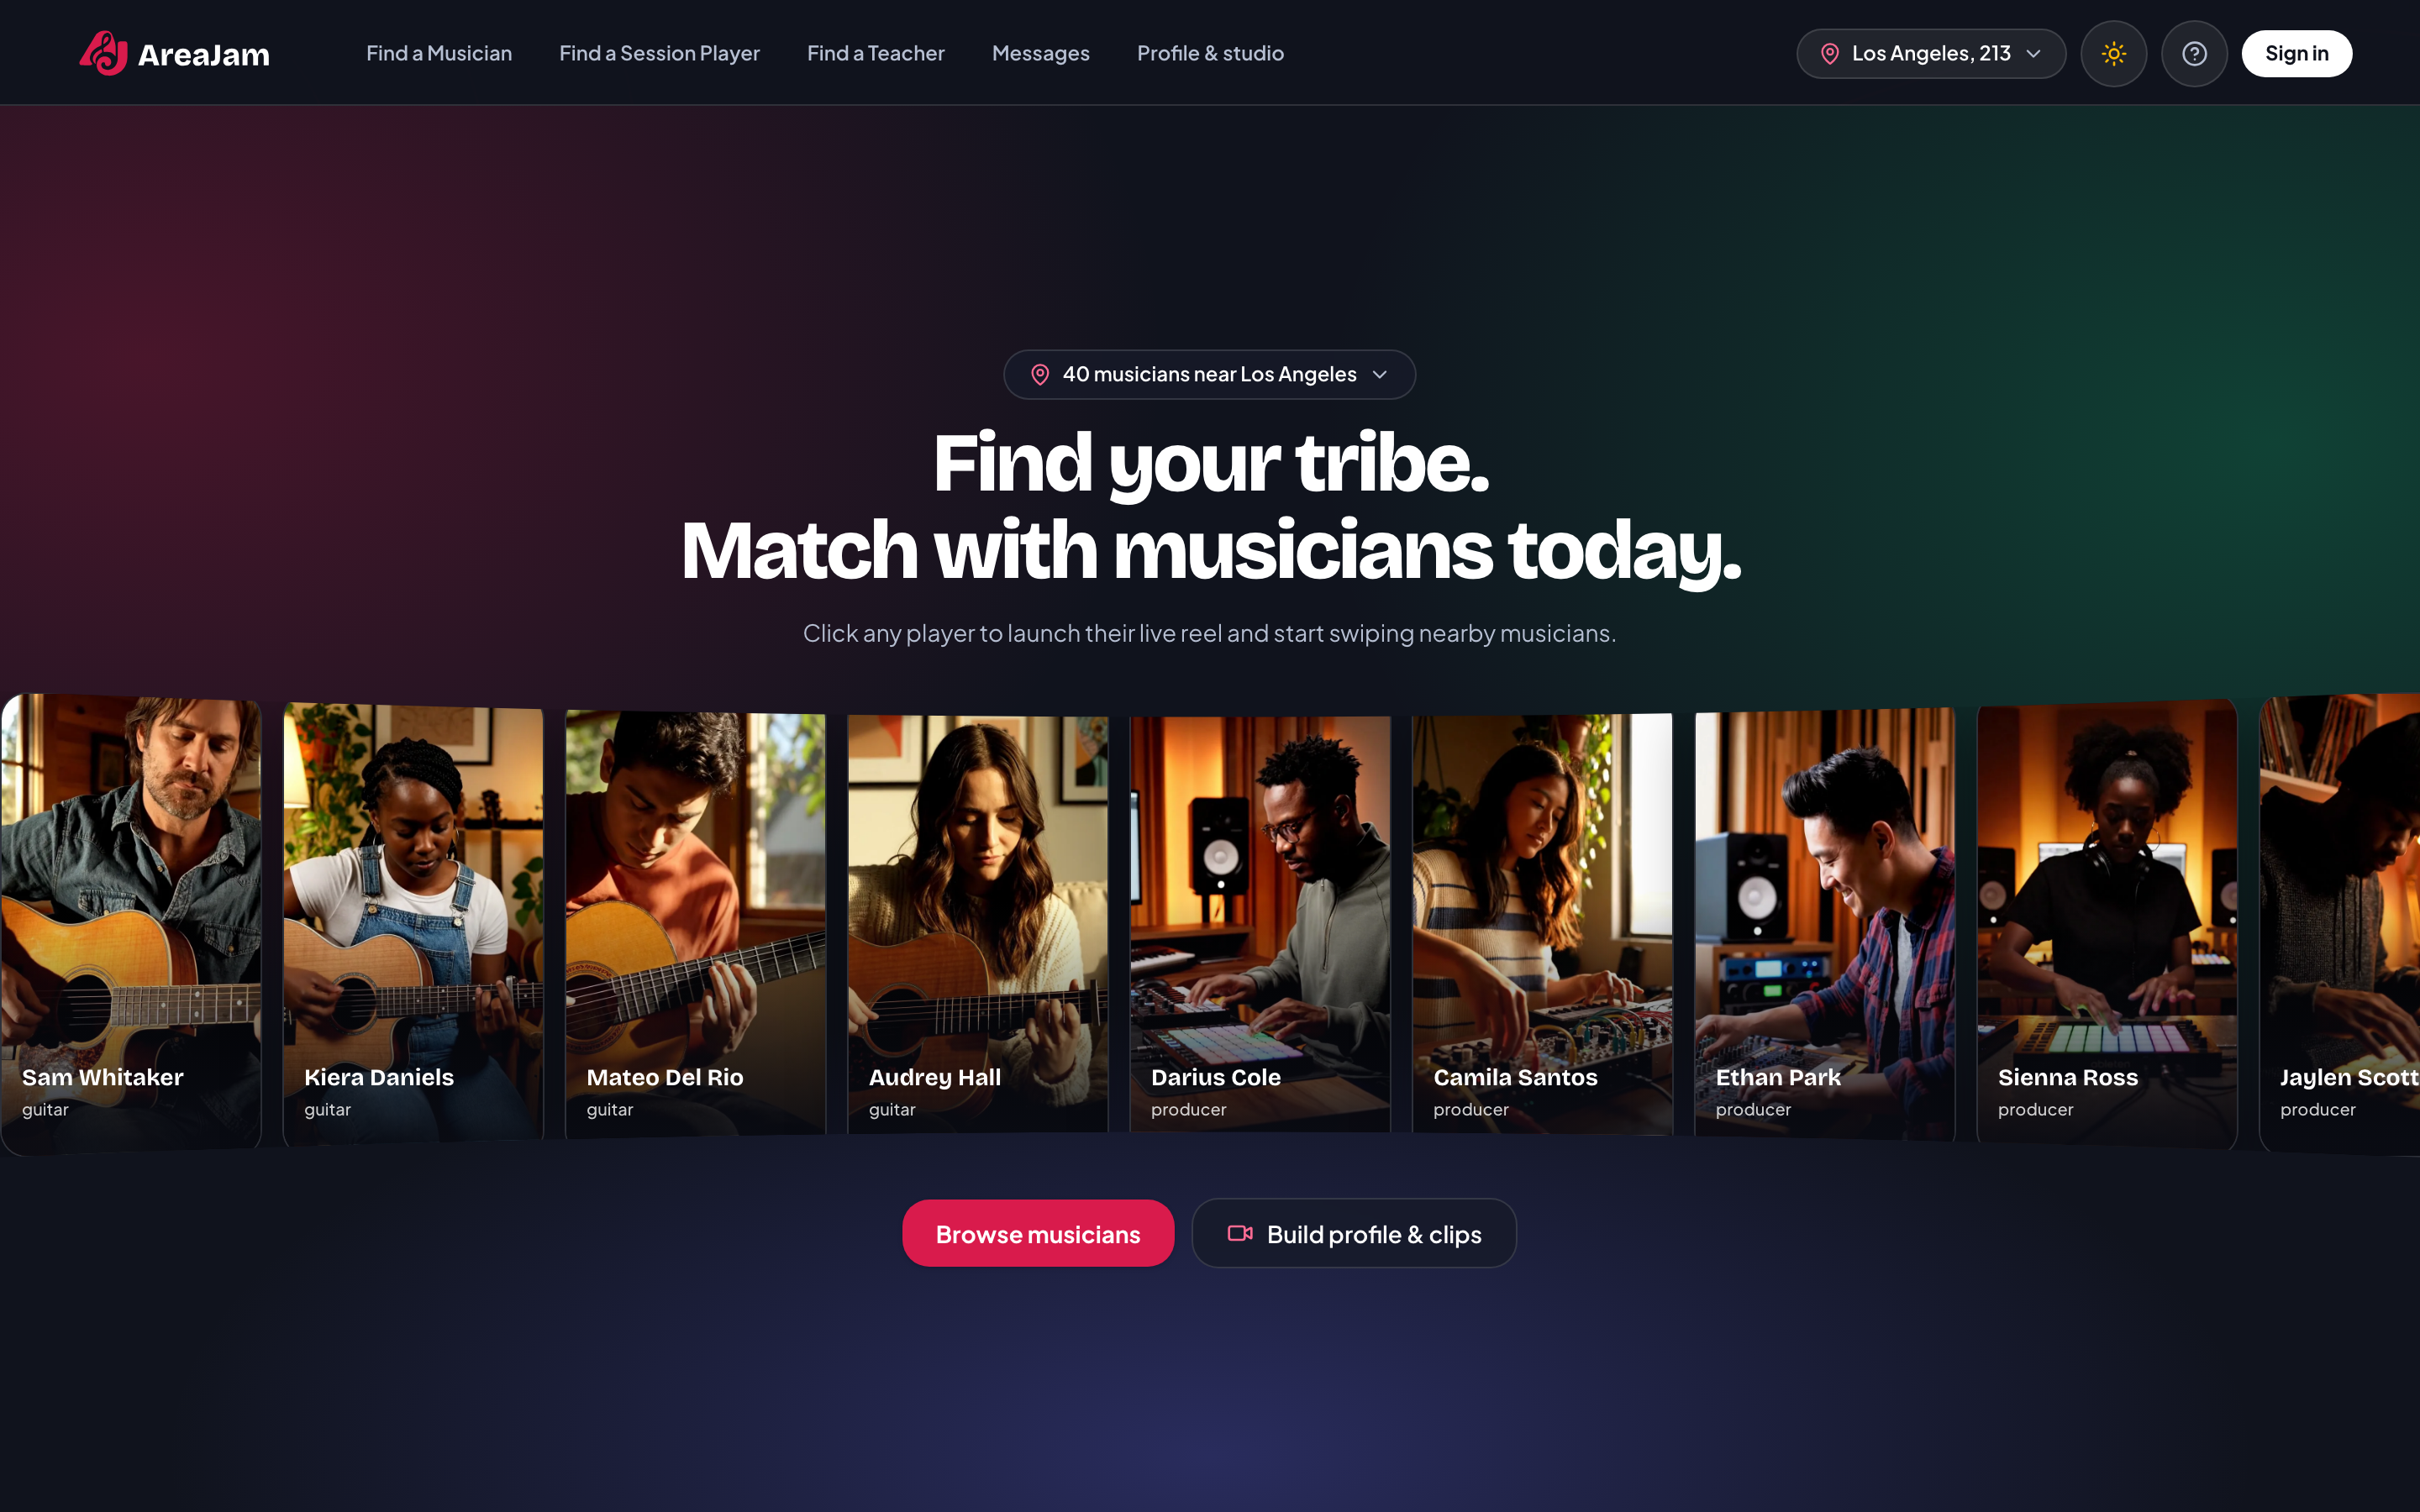 AreaJam
Find a Musician
Find a Session Player
Find a Teacher
Messages
Profile & studio
Los Angeles, 213
Sign in
40 musicians near Los Angeles
Find your tribe.
Match with musicians today.
Click any player to launch their live reel and start swiping nearby musicians.
Sam Whitaker
guitar
Kiera Daniels
guitar
Mateo Del Rio
guitar
Audrey Hall
guitar
Darius Cole
producer
Camila Santos
producer
Ethan Park
producer
Sienna Ross
producer
Jaylen Scott
producer
Browse musicians
Build profile & clips